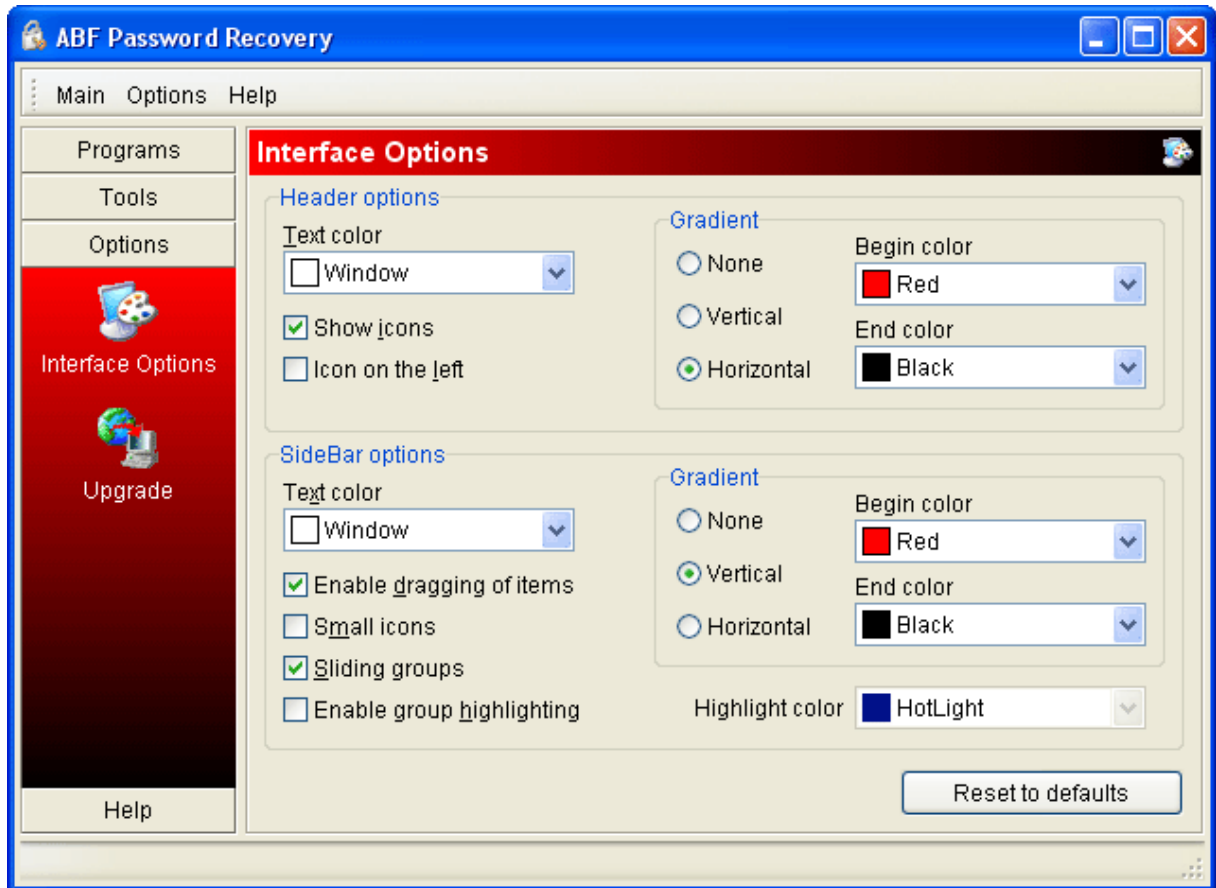 ABF Password Recovery
Main Options Help
Programs
Tools
Options
Interface Options
Upgrade
Help
Interface Options
Header options
Text color
Window
Show icons
Icon on the left
Gradient
None
Vertical
Horizontal
Begin color
Red
End color
Black
SideBar options
Text color
Window
Enable dragging of items
Small icons
Sliding groups
Enable group highlighting
Gradient
None
Vertical
Horizontal
Begin color
Red
End color
Black
Highlight color HotLight
Reset to defaults